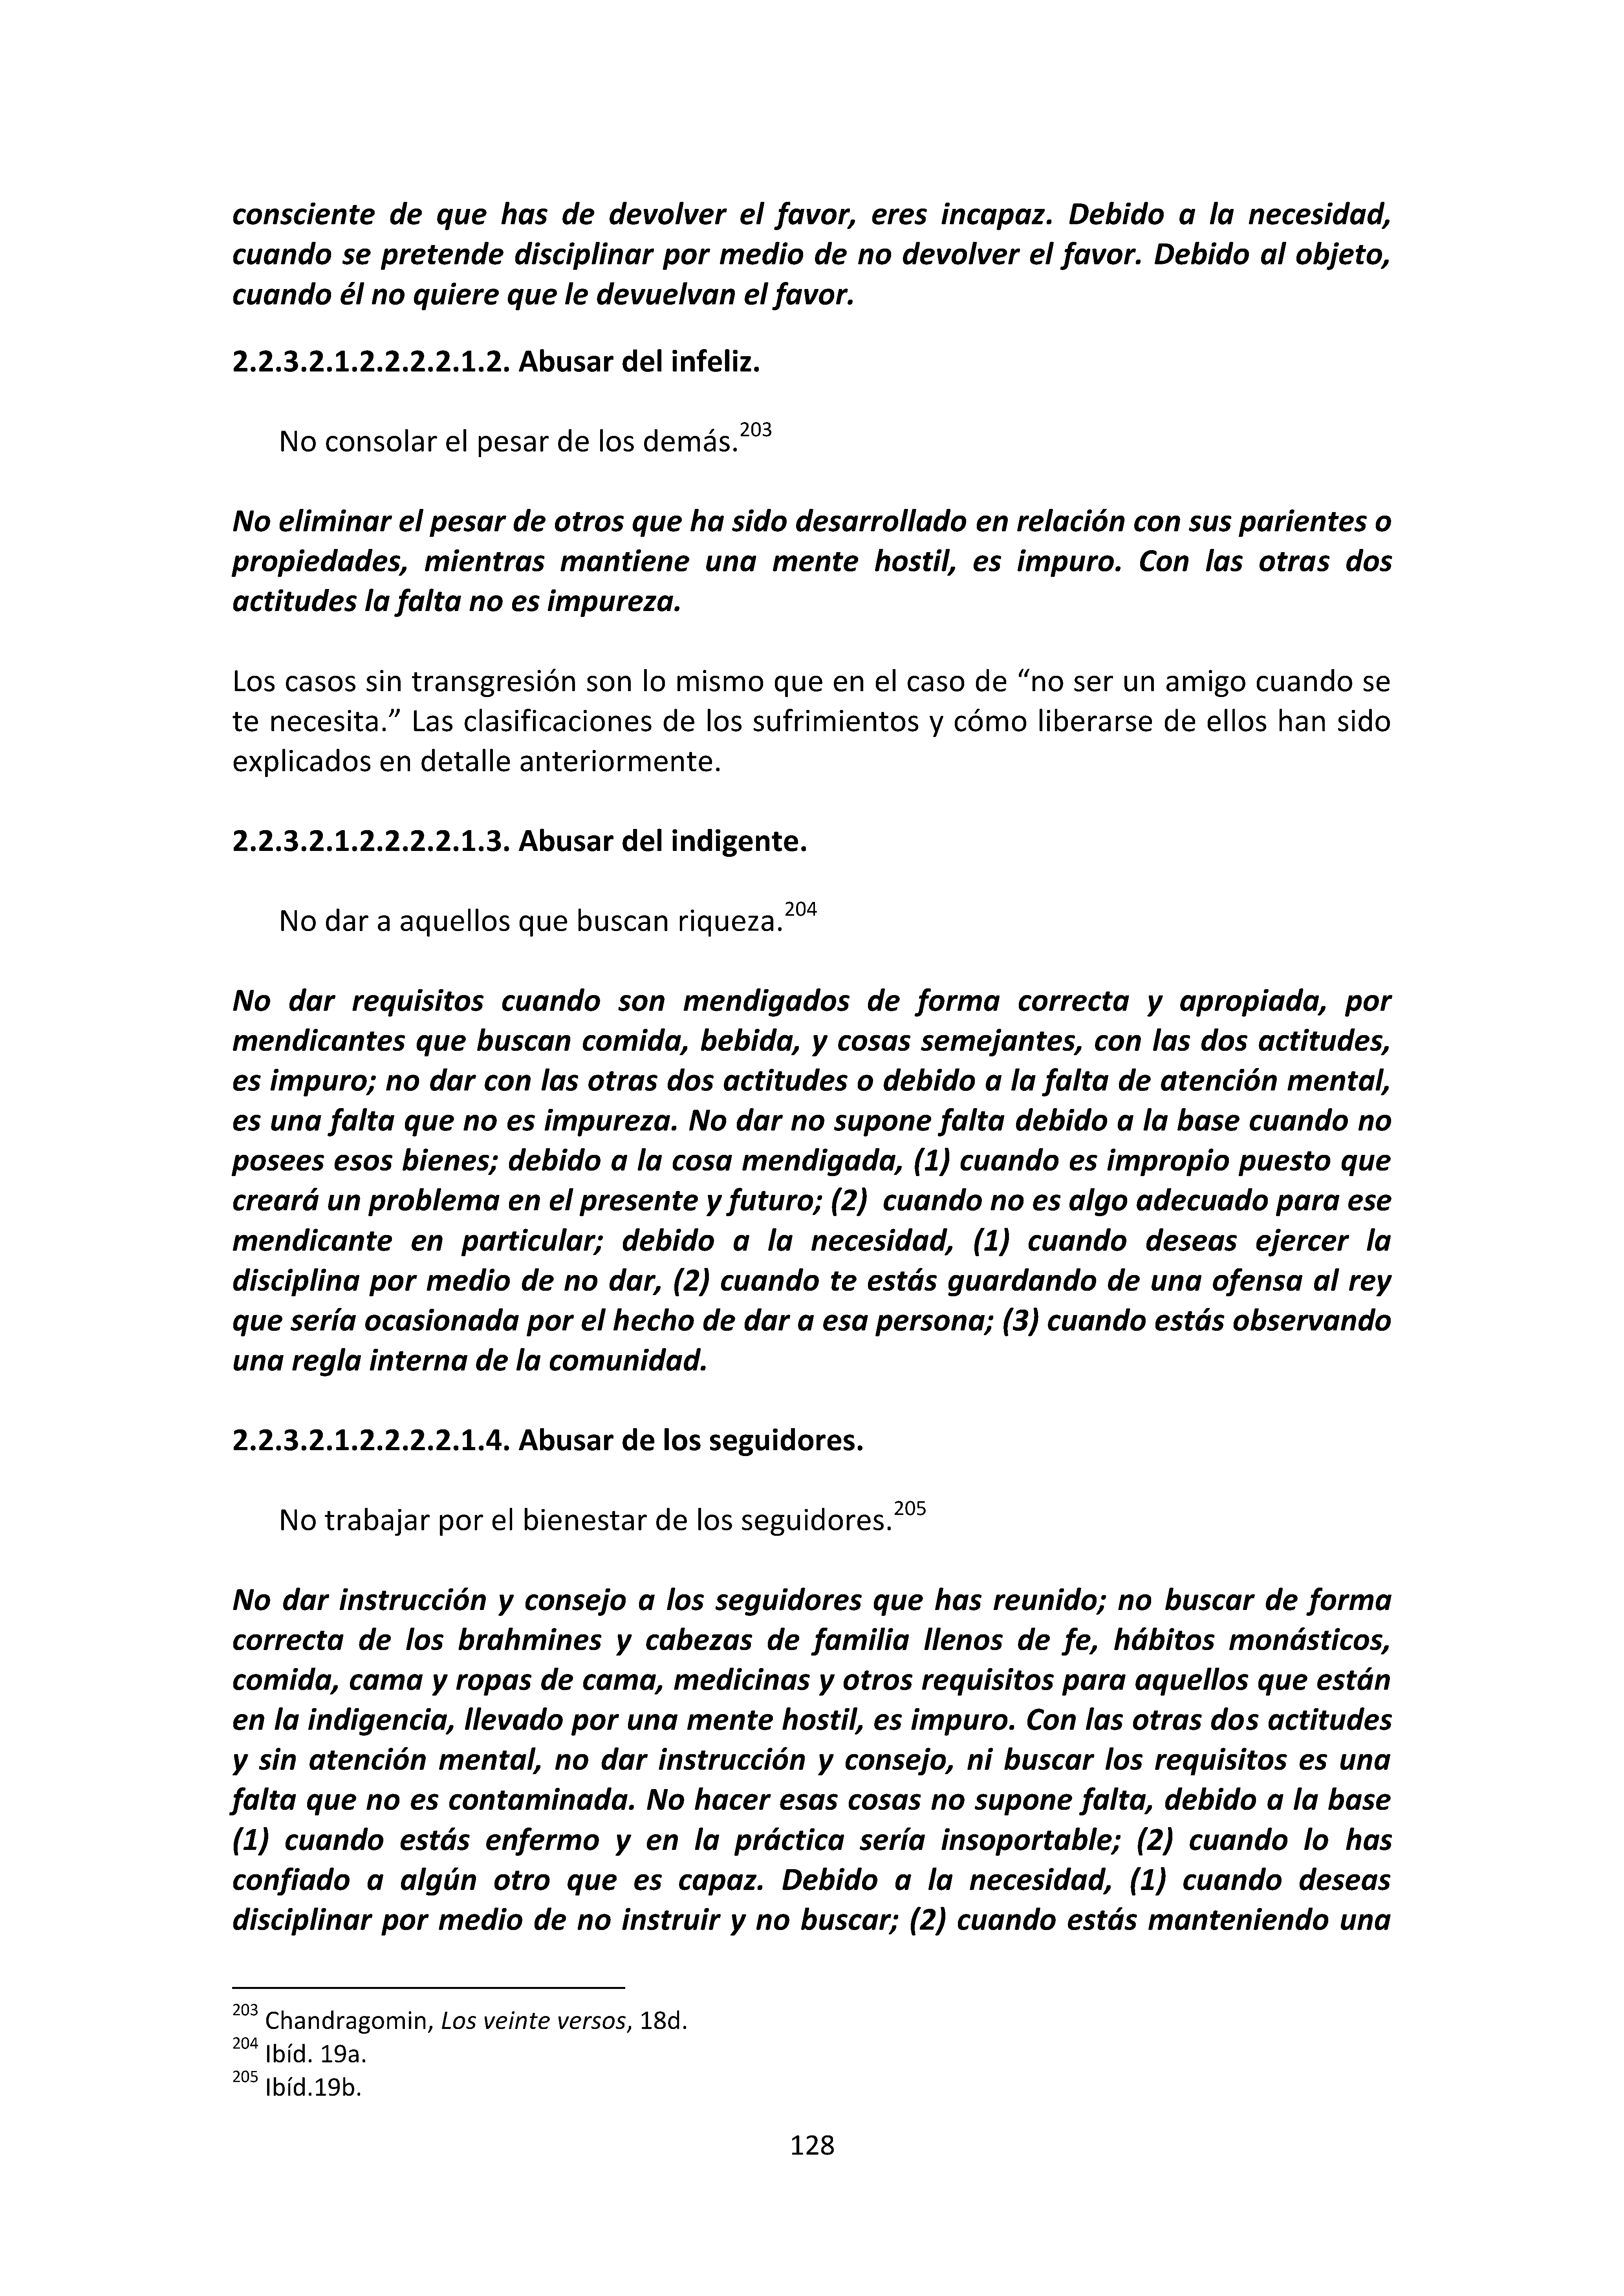 consciente de que has de devolver el favor, eres incapaz. Debido a la necesidad,
cuando se pretende disciplinar por medio de no devolver el favor. Debido al objeto,
cuando él no quiere que le devuelvan el favor.
2.2.3.2.1.2.2.2.2.1.2. Abusar del infeliz.
No consolar el pesar de los demás.203
No eliminar el pesar de otros que ha sido desarrollado en relación con sus parientes o
propiedades, mientras mantiene una mente hostil, es impuro. Con las otras dos
actitudes la falta no es impureza.
Los casos sin transgresión son lo mismo que en el caso de “no ser un amigo cuando se
te necesita.” Las clasificaciones de los sufrimientos y cómo liberarse de ellos han sido
explicados en detalle anteriormente.
2.2.3.2.1.2.2.2.2.1.3. Abusar del indigente.
No dar a aquellos que buscan riqueza.204
No dar requisitos cuando son mendigados de forma correcta y apropiada, por
mendicantes que buscan comida, bebida, y cosas semejantes, con las dos actitudes,
es impuro; no dar con las otras dos actitudes o debido a la falta de atención mental,
es una falta que no es impureza. No dar no supone falta debido a la base cuando no
posees esos bienes; debido a la cosa mendigada, (1) cuando es impropio puesto que
creará un problema en el presente y futuro; (2) cuando no es algo adecuado para ese
mendicante en particular; debido a la necesidad, (1) cuando deseas ejercer la
disciplina por medio de no dar, (2) cuando te estás guardando de una ofensa al rey
que sería ocasionada por el hecho de dar a esa persona; (3) cuando estás observando
una regla interna de la comunidad.
2.2.3.2.1.2.2.2.2.1.4. Abusar de los seguidores.
No trabajar por el bienestar de los seguidores.205
No dar instrucción y consejo a los seguidores que has reunido; no buscar de forma
correcta de los brahmines y cabezas de familia llenos de fe, hábitos monásticos,
comida, cama y ropas de cama, medicinas y otros requisitos para aquellos que están
en la indigencia, llevado por una mente hostil, es impuro. Con las otras dos actitudes
y sin atención mental, no dar instrucción y consejo, ni buscar los requisitos es una
falta que no es contaminada. No hacer esas cosas no supone falta, debido a la base
(1) cuando estás enfermo y en la práctica sería insoportable; (2) cuando lo has
confiado a algún otro que es capaz. Debido a la necesidad, (1) cuando deseas
disciplinar por medio de no instruir y no buscar; (2) cuando estás manteniendo una
203 Chandragomin, Los veinte versos, 18d.
204 Ibíd. 19a.
205 Ibíd.19b.
128